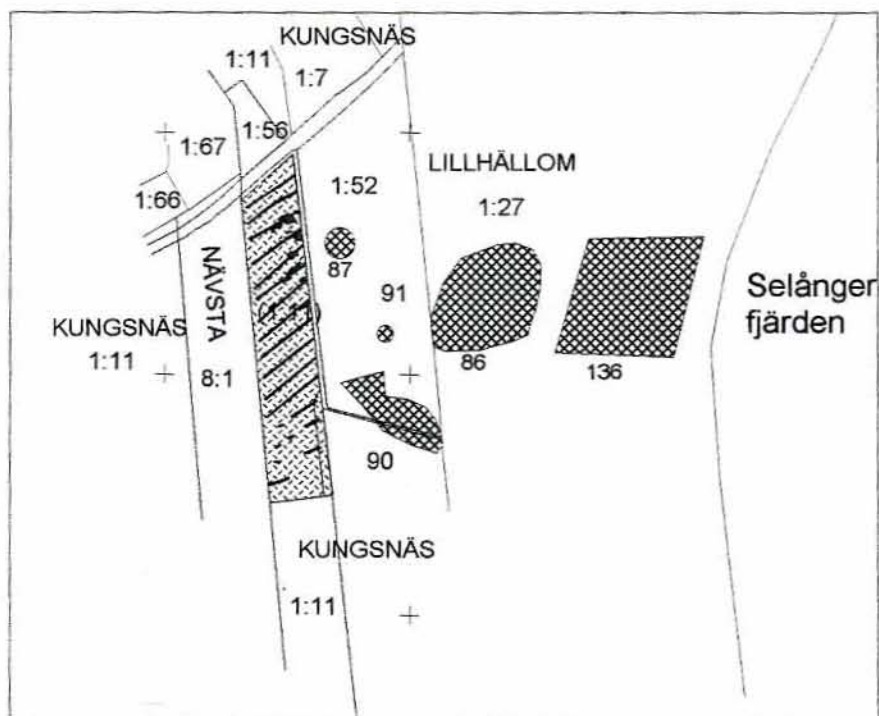 KUNGSNÄS
1:11
1:7
1:56
1:67
1:66
1:52
LILLHÄLLOM
1:27
87
91
NÄVSTA
8:1
KUNGSNÄS
1:11
86
136
Selånger
fjärden
90
KUNGSNÄS
1:11